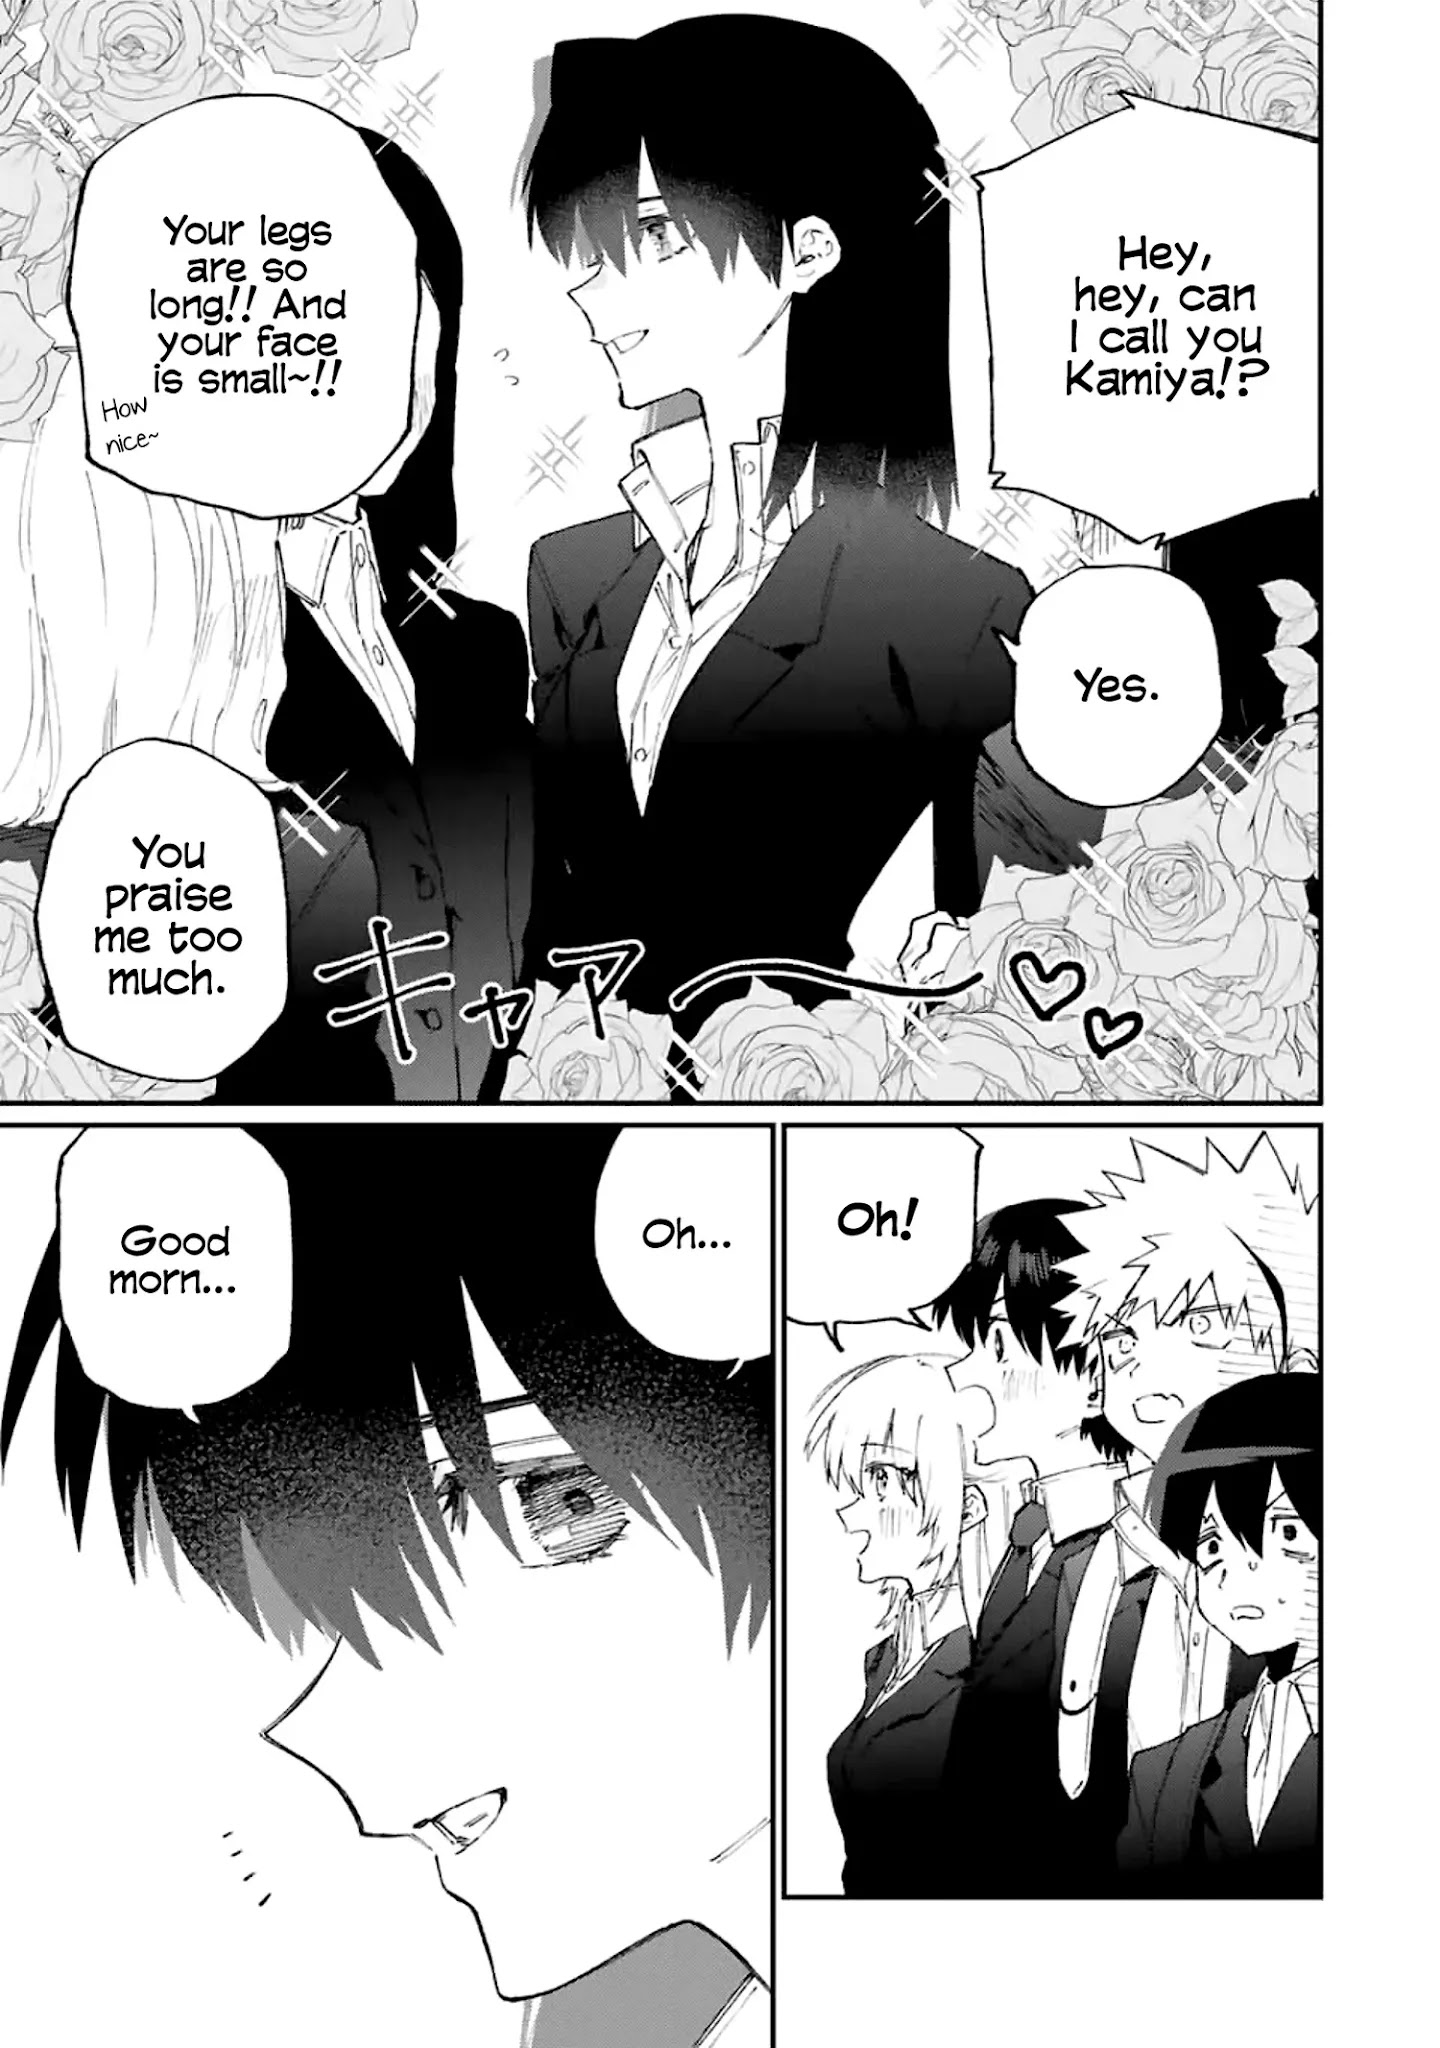 Hey,
hey, can
I call you
Kamiya!?
Yes.
Your legs
are so
long!! And
your face
is small~!!
How
nice~
You
praise
me too
much.
キャアー
Oh!
Oh...
Good
morn...